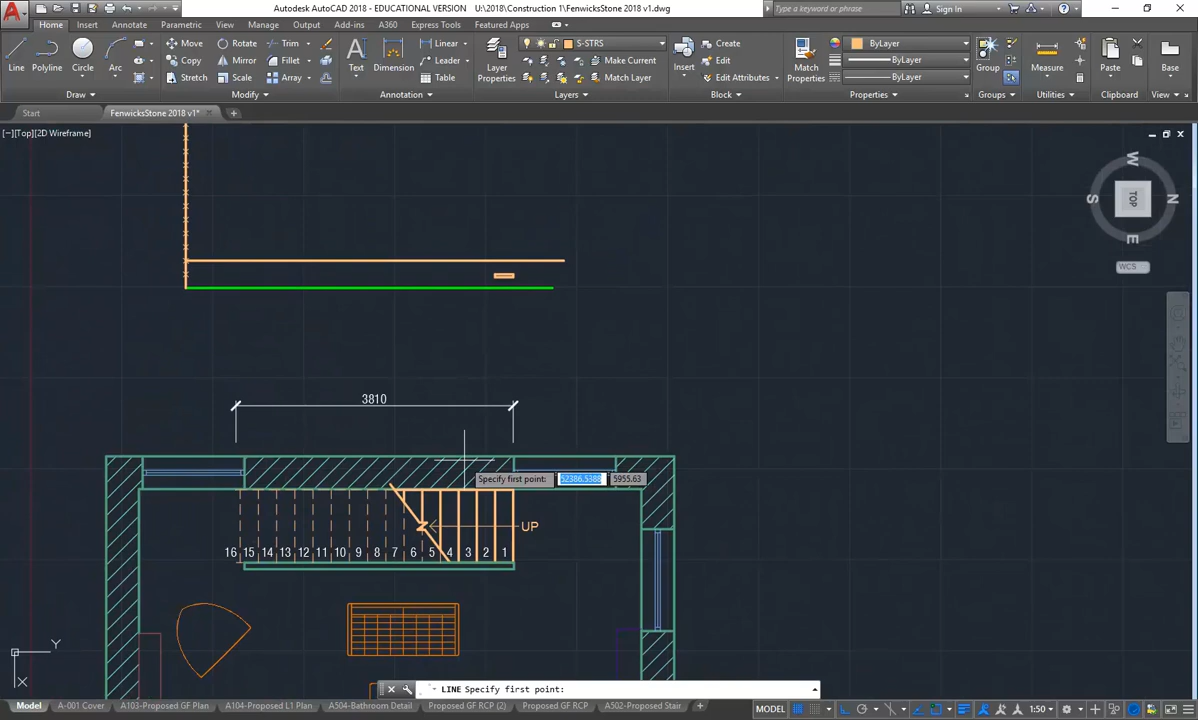 Autodesk AutoCAD 2018 - EDUCATIONAL VERSION U:\2018\Construction 1\FenwicksStone 2018 v1.dwg
Type a keyword or phrase
Sign In
Home Insert Annotate Parametric View Manage Output Add-ins A360 Express Tools Featured Apps
Line Polyline Circle Arc
Draw
Move Rotate Trim
Copy Mirror Fillet
Stretch Scale Array
Modify
Text Dimension
Linear
Leader
Table
Annotation
Layer Properties
S-STRS
Make Current
Match Layer
Layers
Insert
Create
Edit
Edit Attributes
Block
Match Properties
ByLayer
ByLayer
ByLayer
Properties
Group
Groups
Measure
Utilities
Paste
Clipboard
Base
View
Start FenwicksStone 2018 v1*
[−][Top][2D Wireframe]
W
S TOP N
E
WCS
3810
Specify first point: 52386.5388 5955.63
UP
16 15 14 13 12 11 10 9 8 7 6 5 4 3 2 1
Y
X
LINE Specify first point:
Model A-001 Cover A103-Proposed GF Plan A104-Proposed L1 Plan A504-Bathroom Detail Proposed GF RCP (2) Proposed GF RCP A502-Proposed Stair
MODEL 1:50